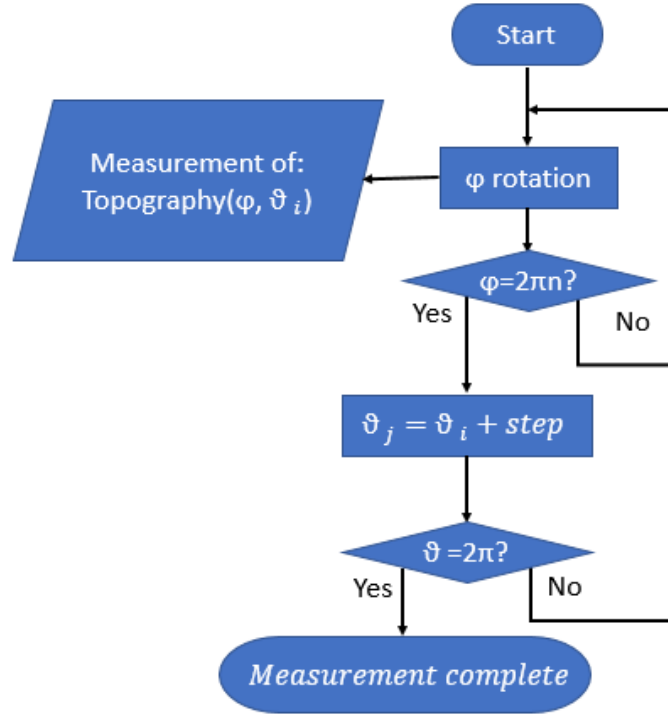 Start
Measurement of:
Topography(φ, ϑ i)
φ rotation
φ=2πn?
Yes
No
ϑ j = ϑ i + step
ϑ =2π?
Yes
No
Measurement complete